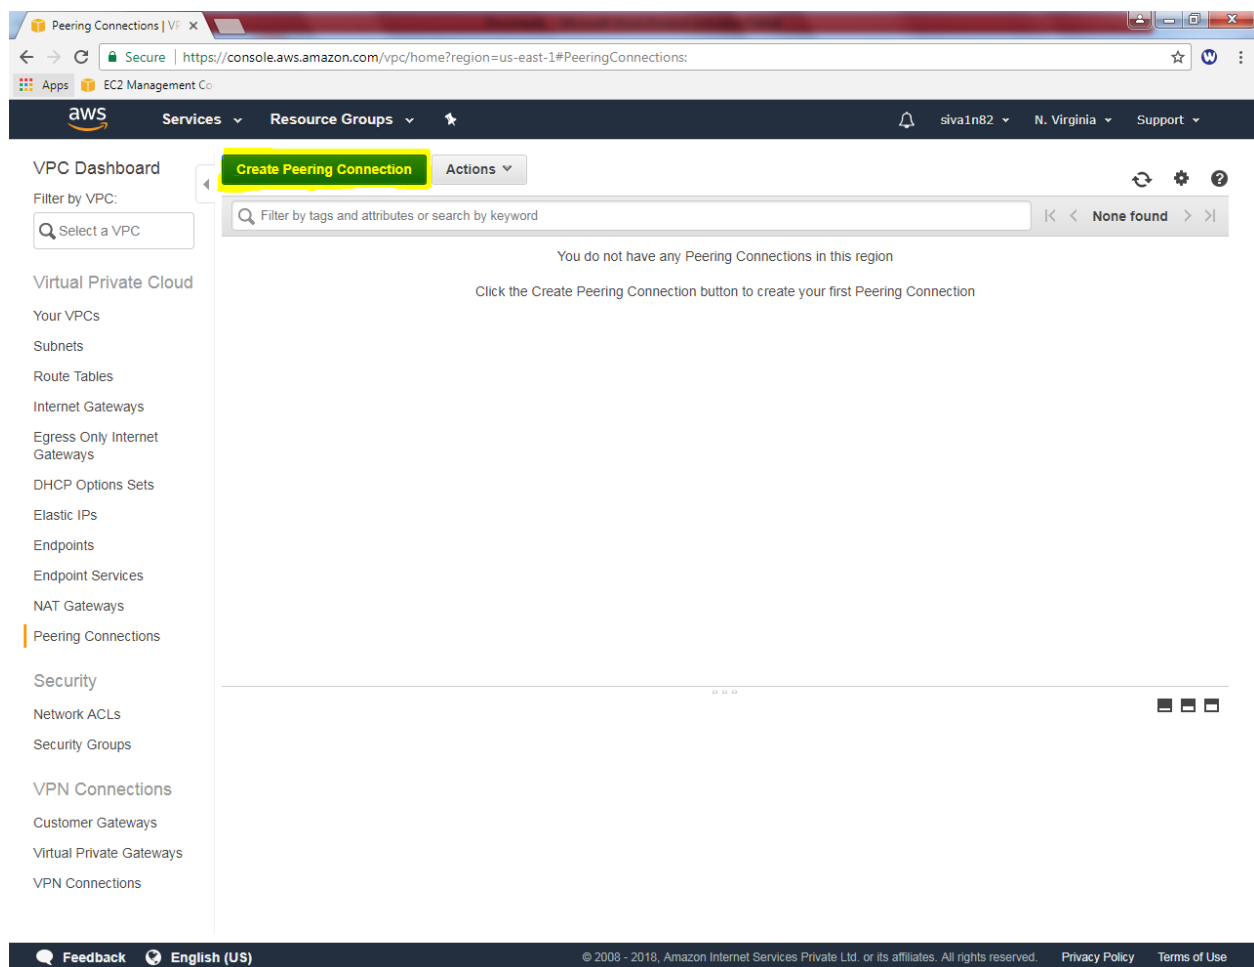 Peering Connections | VP
Secure | https://console.aws.amazon.com/vpc/home?region=us-east-1#PeeringConnections:
Apps EC2 Management Co
aws Services Resource Groups siva1n82 N. Virginia Support
VPC Dashboard
Filter by VPC:
Select a VPC
Virtual Private Cloud
Your VPCs
Subnets
Route Tables
Internet Gateways
Egress Only Internet
Gateways
DHCP Options Sets
Elastic IPs
Endpoints
Endpoint Services
NAT Gateways
Peering Connections
Security
Network ACLs
Security Groups
VPN Connections
Customer Gateways
Virtual Private Gateways
VPN Connections
Create Peering Connection Actions
Filter by tags and attributes or search by keyword None found
You do not have any Peering Connections in this region
Click the Create Peering Connection button to create your first Peering Connection
Feedback English (US) © 2008 - 2018, Amazon Internet Services Private Ltd. or its affiliates. All rights reserved. Privacy Policy Terms of Use